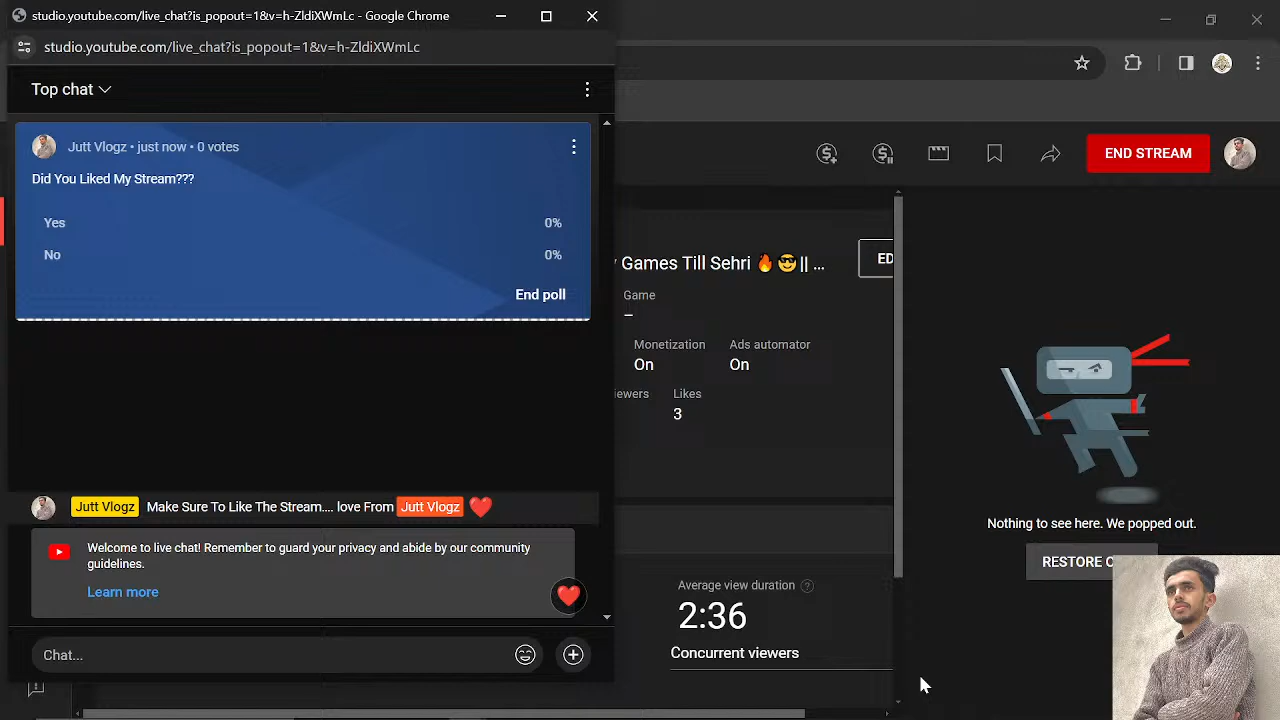 studio.youtube.com/live_chat?is_popout=1&v=h-ZldiXWmLc - Google Chrome
studio.youtube.com/live_chat?is_popout=1&v=h-ZldiXWmLc
Top chat
Jutt Vlogz • just now • 0 votes
Did You Liked My Stream???
Yes 0%
No 0%
End poll
Jutt Vlogz Make Sure To Like The Stream.... love From Jutt Vlogz ❤️
Welcome to live chat! Remember to guard your privacy and abide by our community
guidelines.
Learn more
Chat...
END STREAM
Games Till Sehri 🔥😎|| ...
ED
Game
–
Monetization Ads automator
On On
iewers Likes
3
Average view duration
2:36
Concurrent viewers
Nothing to see here. We popped out.
RESTORE C